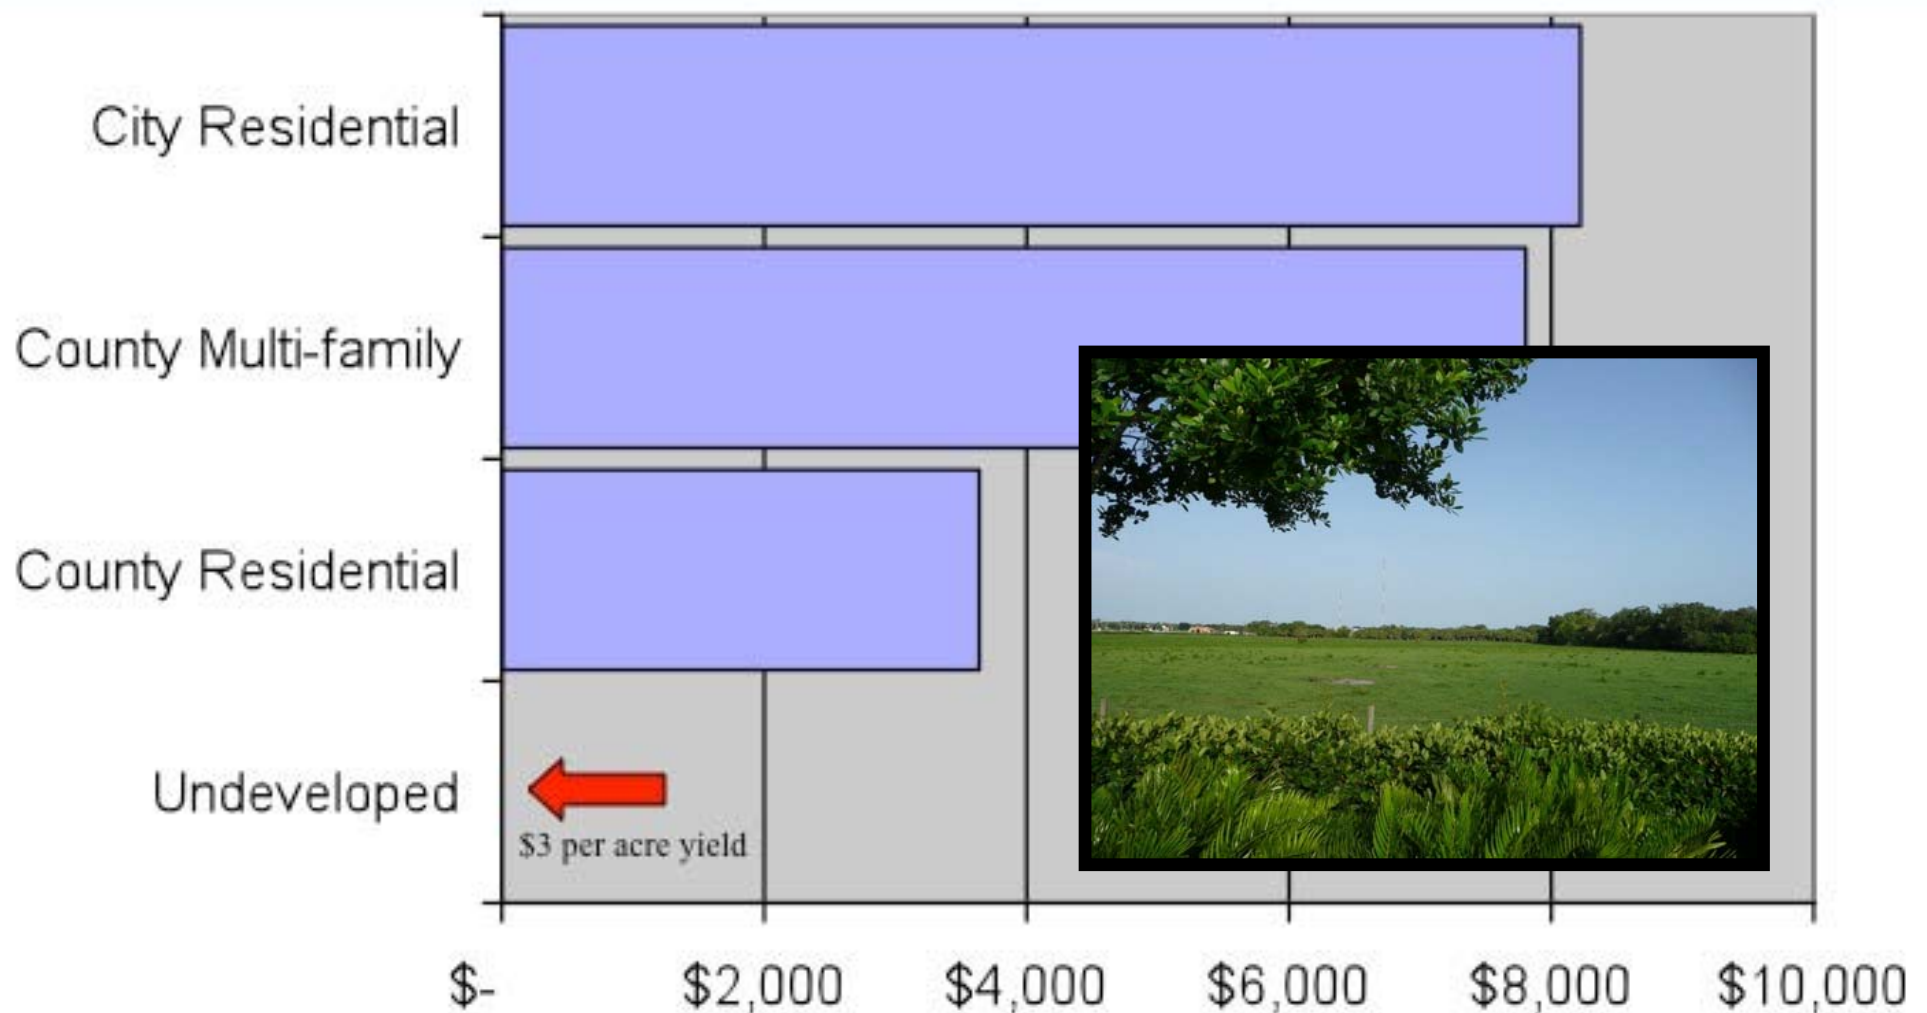 City Residential
County Multi-family
County Residential
Undeveloped
$3 per acre yield
$- $2,000 $4,000 $6,000 $8,000 $10,000